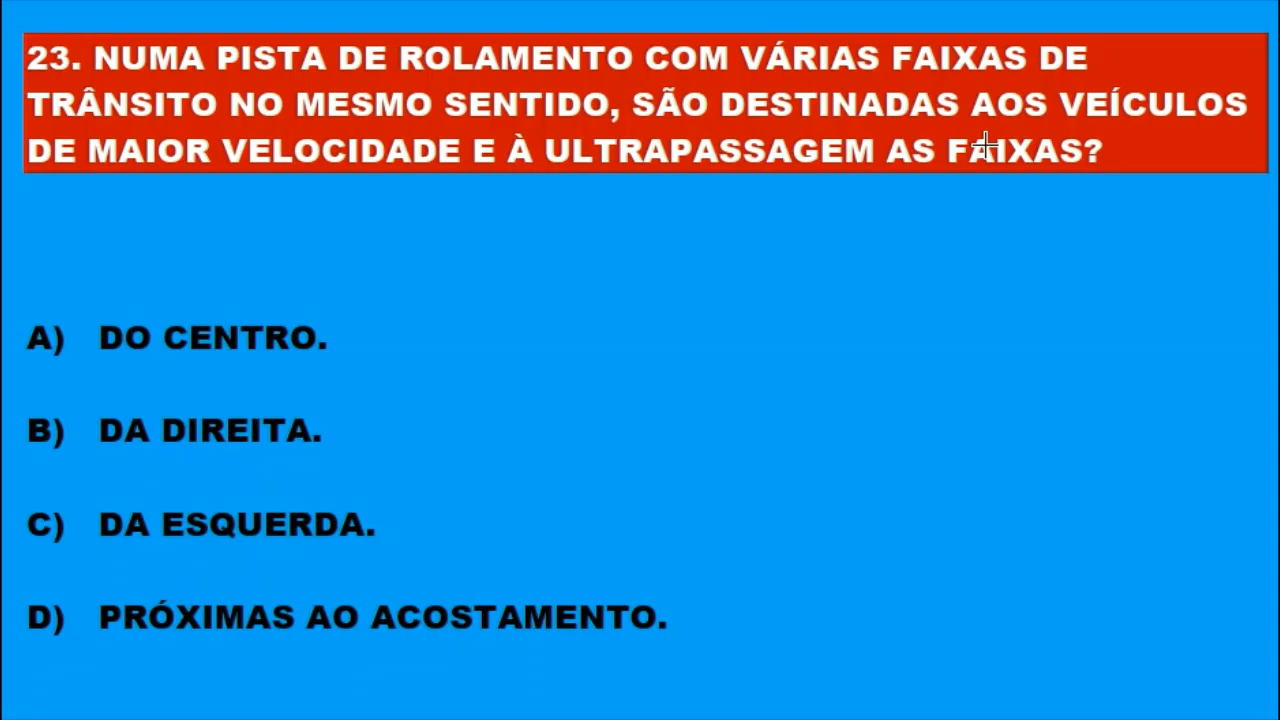 23. NUMA PISTA DE ROLAMENTO COM VÁRIAS FAIXAS DE
TRÂNSITO NO MESMO SENTIDO, SÃO DESTINADAS AOS VEÍCULOS
DE MAIOR VELOCIDADE E À ULTRAPASSAGEM AS FAIXAS?
A) DO CENTRO.
B) DA DIREITA.
C) DA ESQUERDA.
D) PRÓXIMAS AO ACOSTAMENTO.